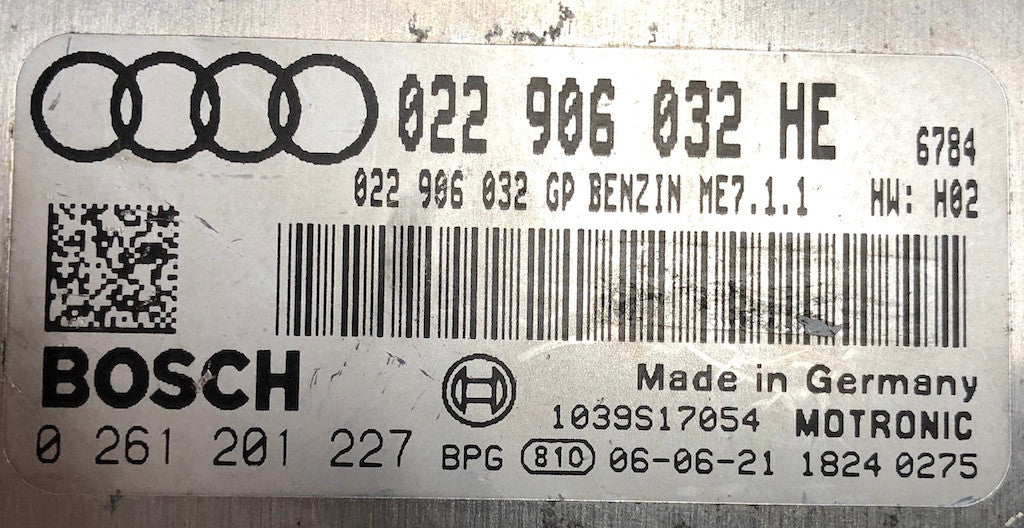 022 906 032 HE 6784
022 906 032 GP BENZIN ME7.1.1 HW: H02
BOSCH
Made in Germany
1039S17054 MOTRONIC
0 261 201 227 BPG 810 06-06-21 1824 0275